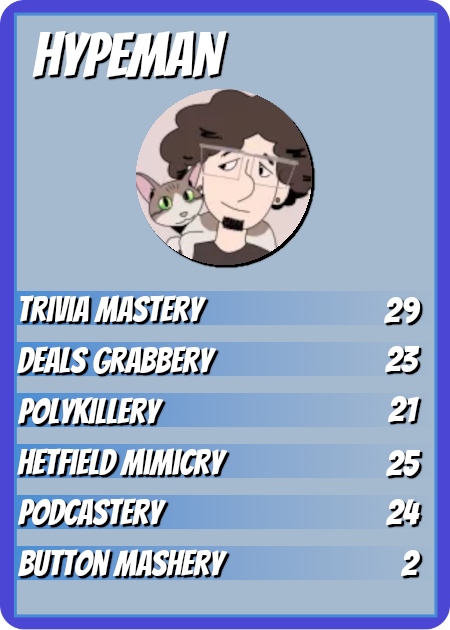 HYPEMAN
TRIVIA MASTERY 29
DEALS GRABBERY 23
POLYKILLERY 21
HETFIELD MIMICRY 25
PODCASTERY 24
BUTTON MASHERY 2